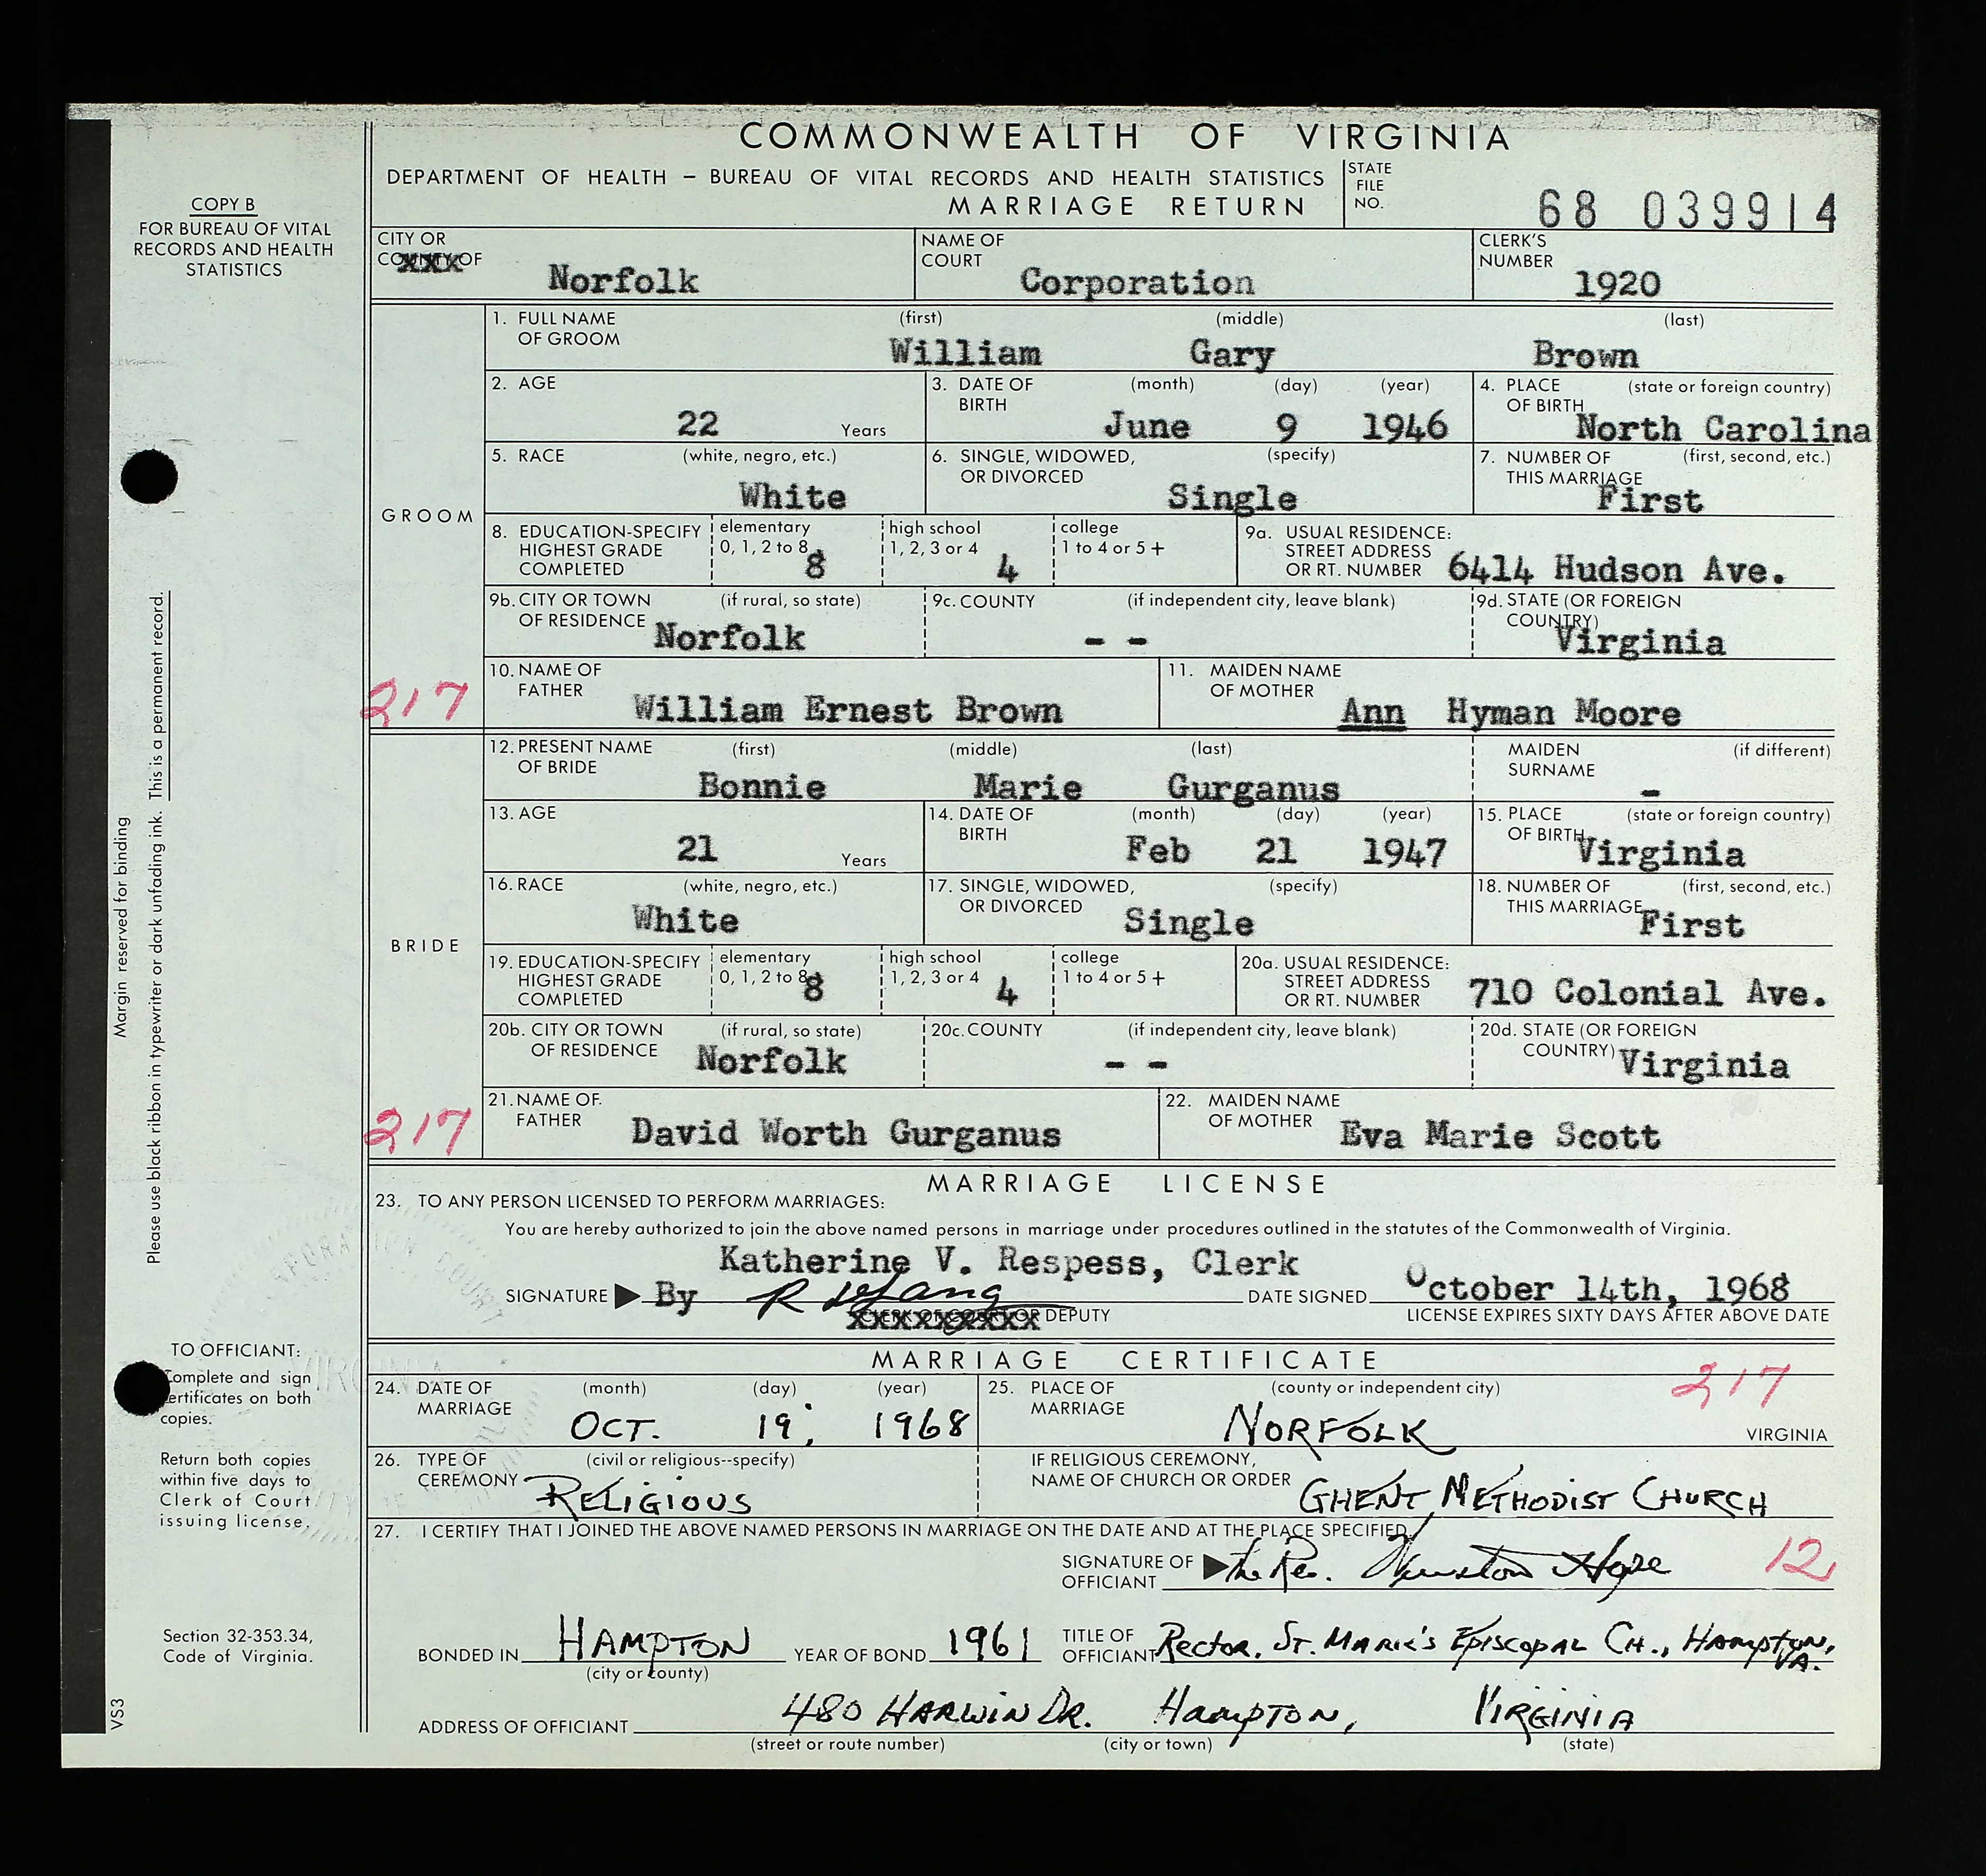 COMMONWEALTH OF VIRGINIA
DEPARTMENT OF HEALTH – BUREAU OF VITAL RECORDS AND HEALTH STATISTICS
MARRIAGE RETURN
STATE FILE NO. 68 039914
COPY B
FOR BUREAU OF VITAL
RECORDS AND HEALTH
STATISTICS
CITY OR
COUNTY OF Norfolk
NAME OF COURT Corporation
CLERK'S NUMBER 1920
GROOM
1. FULL NAME OF GROOM (first) (middle) (last)
William Gary Brown
2. AGE 22 Years
3. DATE OF BIRTH (month) (day) (year) June 9 1946
4. PLACE OF BIRTH (state or foreign country) North Carolina
5. RACE (white, negro, etc.) White
6. SINGLE, WIDOWED, OR DIVORCED (specify) Single
7. NUMBER OF THIS MARRIAGE (first, second, etc.) First
8. EDUCATION-SPECIFY HIGHEST GRADE COMPLETED elementary 0, 1, 2 to 8 8 high school 1, 2, 3 or 4 4 college 1 to 4 or 5+
9a. USUAL RESIDENCE: STREET ADDRESS OR RT. NUMBER 6414 Hudson Ave.
9b. CITY OR TOWN OF RESIDENCE (if rural, so state) Norfolk
9c. COUNTY (if independent city, leave blank) - -
9d. STATE (OR FOREIGN COUNTRY) Virginia
217
10. NAME OF FATHER William Ernest Brown
11. MAIDEN NAME OF MOTHER Ann Hyman Moore
BRIDE
12. PRESENT NAME OF BRIDE (first) (middle) (last) Bonnie Marie Gurganus
MAIDEN SURNAME (if different) -
13. AGE 21 Years
14. DATE OF BIRTH (month) (day) (year) Feb 21 1947
15. PLACE OF BIRTH (state or foreign country) Virginia
16. RACE (white, negro, etc.) White
17. SINGLE, WIDOWED, OR DIVORCED (specify) Single
18. NUMBER OF THIS MARRIAGE (first, second, etc.) First
19. EDUCATION-SPECIFY HIGHEST GRADE COMPLETED elementary 0, 1, 2 to 8 8 high school 1, 2, 3 or 4 4 college 1 to 4 or 5+
20a. USUAL RESIDENCE: STREET ADDRESS OR RT. NUMBER 710 Colonial Ave.
20b. CITY OR TOWN OF RESIDENCE (if rural, so state) Norfolk
20c. COUNTY (if independent city, leave blank) - -
20d. STATE (OR FOREIGN COUNTRY) Virginia
217
21. NAME OF FATHER David Worth Gurganus
22. MAIDEN NAME OF MOTHER Eva Marie Scott
MARRIAGE LICENSE
23. TO ANY PERSON LICENSED TO PERFORM MARRIAGES:
You are hereby authorized to join the above named persons in marriage under procedures outlined in the statutes of the Commonwealth of Virginia.
Katherine V. Respess, Clerk
SIGNATURE By
DATE SIGNED October 14th, 1968
CLERK OF COURT OR DEPUTY
LICENSE EXPIRES SIXTY DAYS AFTER ABOVE DATE
MARRIAGE CERTIFICATE
24. DATE OF MARRIAGE (month) (day) (year) OCT. 19, 1968
25. PLACE OF MARRIAGE (county or independent city) NORFOLK VIRGINIA
217
26. TYPE OF CEREMONY (civil or religious--specify) RELIGIOUS
IF RELIGIOUS CEREMONY, NAME OF CHURCH OR ORDER GHENT METHODIST CHURCH
27. I CERTIFY THAT I JOINED THE ABOVE NAMED PERSONS IN MARRIAGE ON THE DATE AND AT THE PLACE SPECIFIED.
SIGNATURE OF OFFICIANT the Rev.
12
BONDED IN HAMPTON (city or county)
YEAR OF BOND 1961
TITLE OF OFFICIANT Rector, ST. MARK'S EPISCOPAL CH., HAMPTON, VA.
ADDRESS OF OFFICIANT 480 HARWIN DR. HAMPTON, VIRGINIA
(street or route number) (city or town) (state)
Margin reserved for binding
Please use black ribbon in typewriter or dark unfading ink. This is a permanent record.
TO OFFICIANT:
Complete and sign
certificates on both
copies.
Return both copies
within five days to
Clerk of Court
issuing license.
Section 32-353.34,
Code of Virginia.
VS3